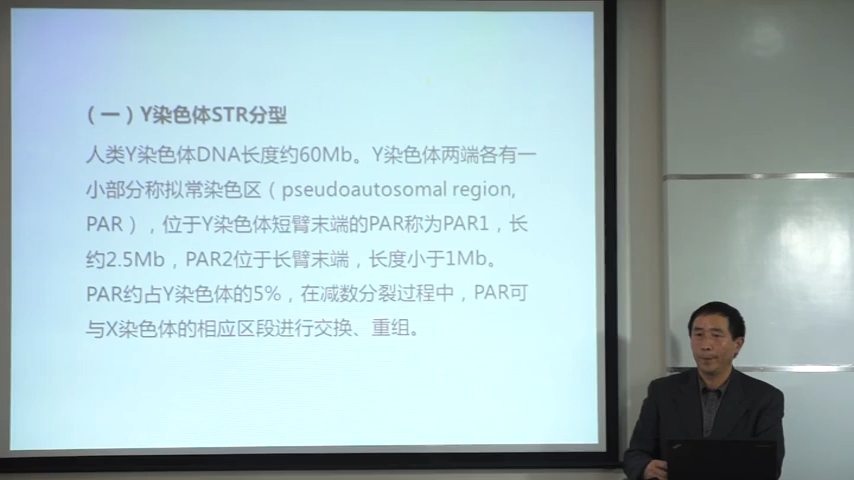 （一）Y染色体STR分型
人类Y染色体DNA长度约60Mb。Y染色体两端各有一
小部分称拟常染色区（pseudoautosomal region,
PAR），位于Y染色体短臂末端的PAR称为PAR1，长
约2.5Mb，PAR2位于长臂末端，长度小于1Mb。
PAR约占Y染色体的5%，在减数分裂过程中，PAR可
与X染色体的相应区段进行交换、重组。